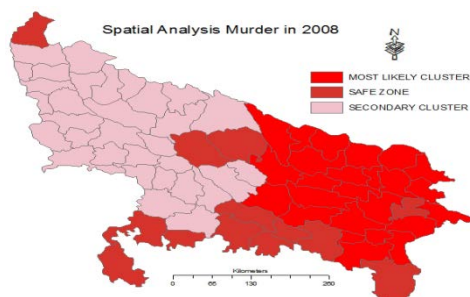 Spatial Analysis Murder in 2008
N
MOST LIKELY CLUSTER
SAFE ZONE
SECONDARY CLUSTER
Kilometers
0 65 130 260